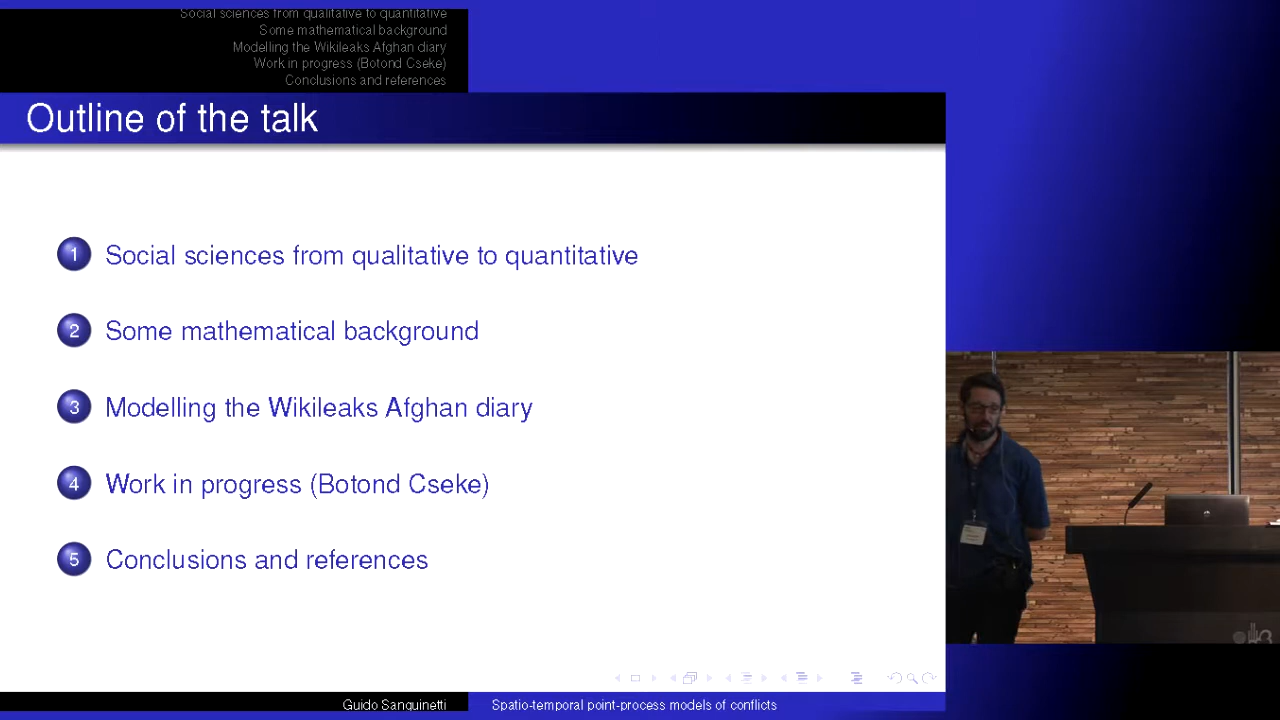 Social sciences from qualitative to quantitative
Some mathematical background
Modelling the Wikileaks Afghan diary
Work in progress (Botond Cseke)
Conclusions and references
Outline of the talk
1 Social sciences from qualitative to quantitative
2 Some mathematical background
3 Modelling the Wikileaks Afghan diary
4 Work in progress (Botond Cseke)
5 Conclusions and references
Guido Sanguinetti
Spatio-temporal point-process models of conflicts